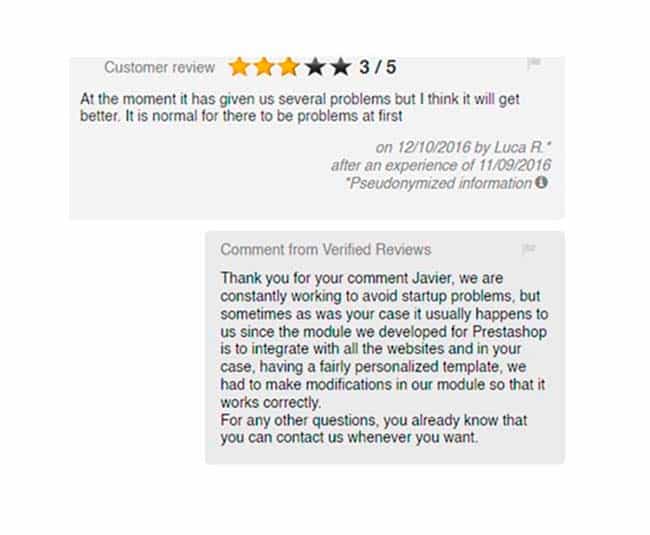 Customer review 3 / 5
At the moment it has given us several problems but I think it will get
better. It is normal for there to be problems at first
on 12/10/2016 by Luca R.*
after an experience of 11/09/2016
*Pseudonymized information
Comment from Verified Reviews
Thank you for your comment Javier, we are
constantly working to avoid startup problems, but
sometimes as was your case it usually happens to
us since the module we developed for Prestashop
is to integrate with all the websites and in your
case, having a fairly personalized template, we
had to make modifications in our module so that it
works correctly.
For any other questions, you already know that
you can contact us whenever you want.